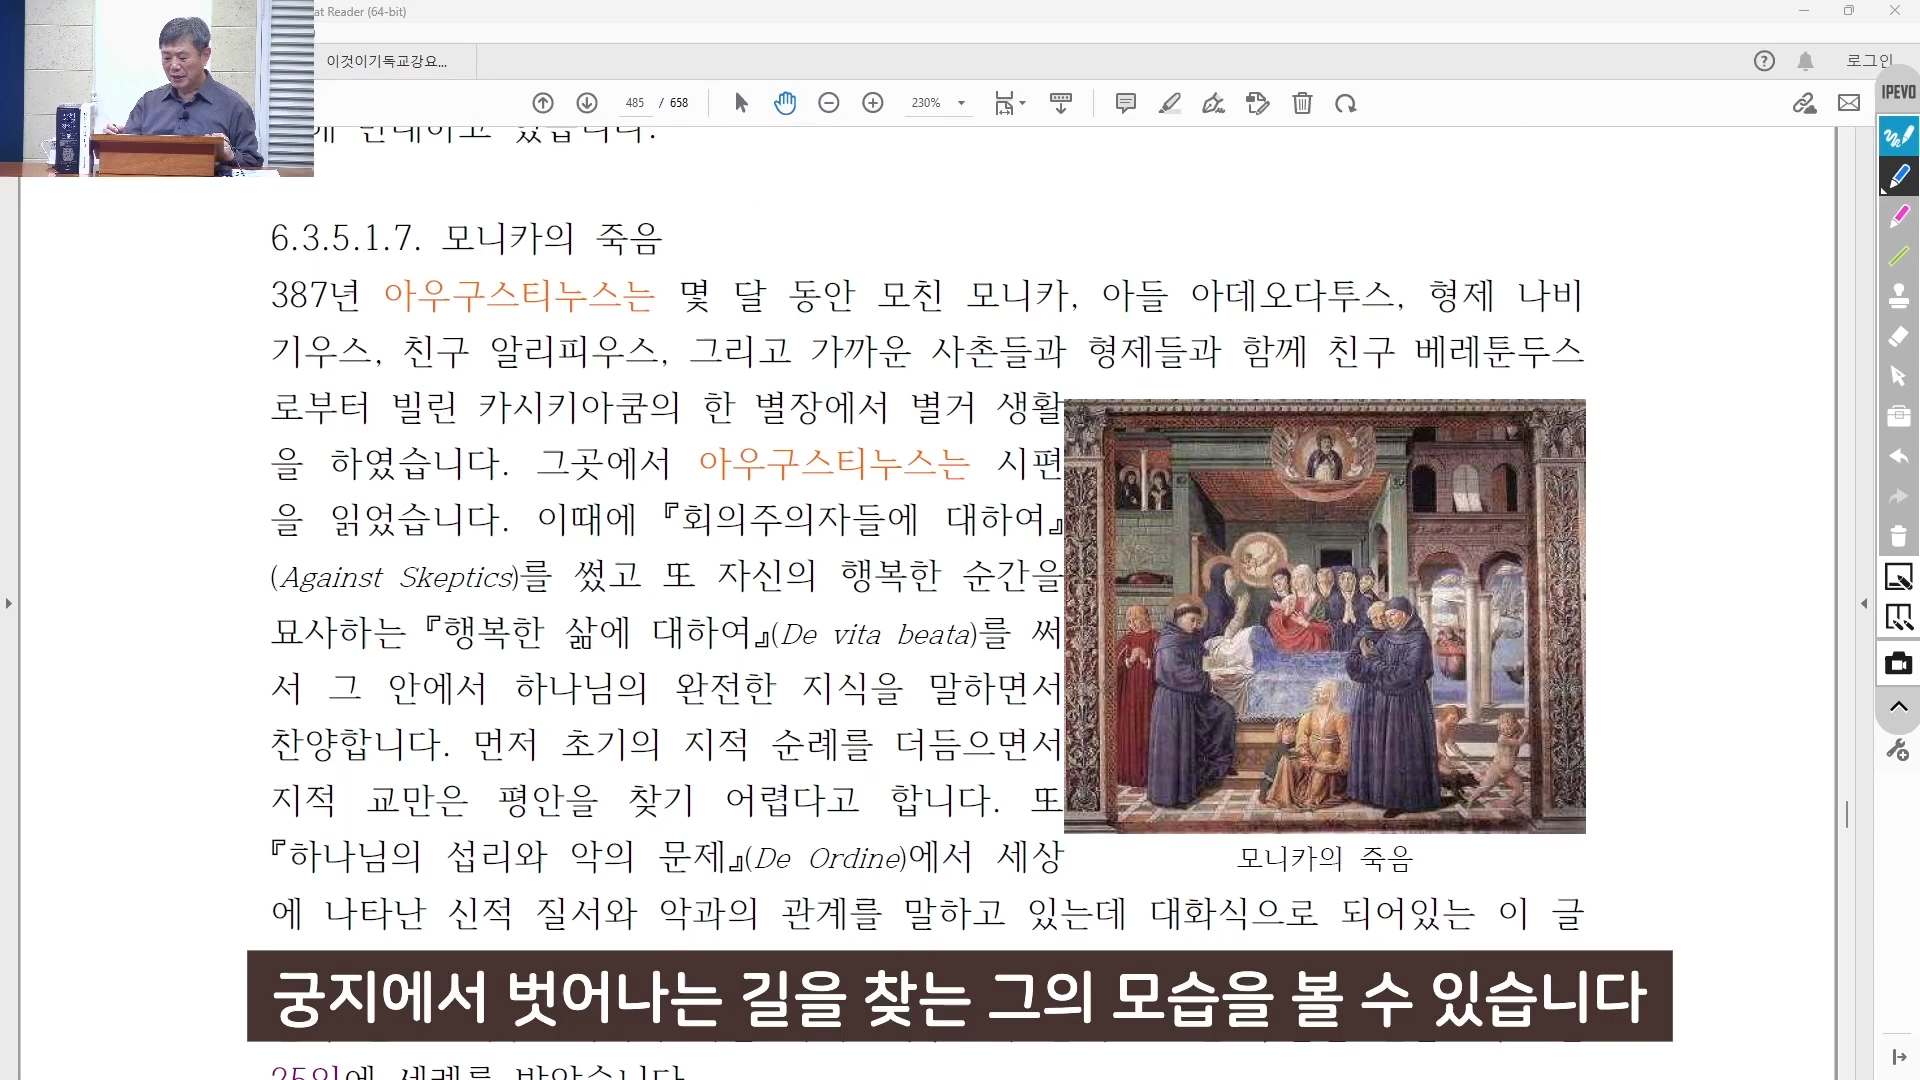 at Reader (64-bit)
이것이기독교강요...
로그인
485 / 658
230%
IPEVO
있습니다.
6.3.5.1.7. 모니카의 죽음
387년 아우구스티누스는 몇 달 동안 모친 모니카, 아들 아데오다투스, 형제 나비
기우스, 친구 알리피우스, 그리고 가까운 사촌들과 형제들과 함께 친구 베레툰두스
로부터 빌린 카시키아쿰의 한 별장에서 별거 생활
을 하였습니다. 그곳에서 아우구스티누스는 시편
을 읽었습니다. 이때에 『회의주의자들에 대하여』
(Against Skeptics)를 썼고 또 자신의 행복한 순간을
묘사하는 『행복한 삶에 대하여』(De vita beata)를 써
서 그 안에서 하나님의 완전한 지식을 말하면서
찬양합니다. 먼저 초기의 지적 순례를 더듬으면서
지적 교만은 평안을 찾기 어렵다고 합니다. 또
『하나님의 섭리와 악의 문제』(De Ordine)에서 세상
모니카의 죽음
에 나타난 신적 질서와 악과의 관계를 말하고 있는데 대화식으로 되어있는 이 글
궁지에서 벗어나는 길을 찾는 그의 모습을 볼 수 있습니다
25일에 세례를 받았습니다